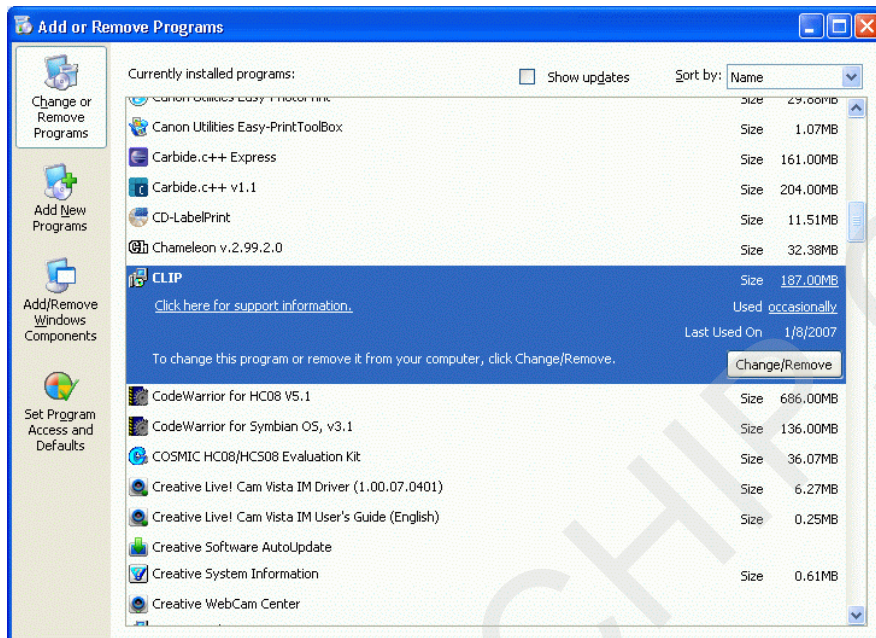 Add or Remove Programs
Currently installed programs:
Show updates
Sort by: Name
Change or
Remove
Programs
Add New
Programs
Add/Remove
Windows
Components
Set Program
Access and
Defaults
Canon Utilities Easy-PhotoPrint Size 29.88MB
Canon Utilities Easy-PrintToolBox Size 1.07MB
Carbide.c++ Express Size 161.00MB
Carbide.c++ v1.1 Size 204.00MB
CD-LabelPrint Size 11.51MB
Chameleon v.2.99.2.0 Size 32.38MB
CLIP Size 187.00MB
Click here for support information. Used occasionally
Last Used On 1/8/2007
To change this program or remove it from your computer, click Change/Remove. Change/Remove
CodeWarrior for HC08 V5.1 Size 686.00MB
CodeWarrior for Symbian OS, v3.1 Size 136.00MB
COSMIC HC08/HCS08 Evaluation Kit Size 36.07MB
Creative Live! Cam Vista IM Driver (1.00.07.0401) Size 6.27MB
Creative Live! Cam Vista IM User's Guide (English) Size 0.25MB
Creative Software AutoUpdate
Creative System Information Size 0.61MB
Creative WebCam Center
CHIP